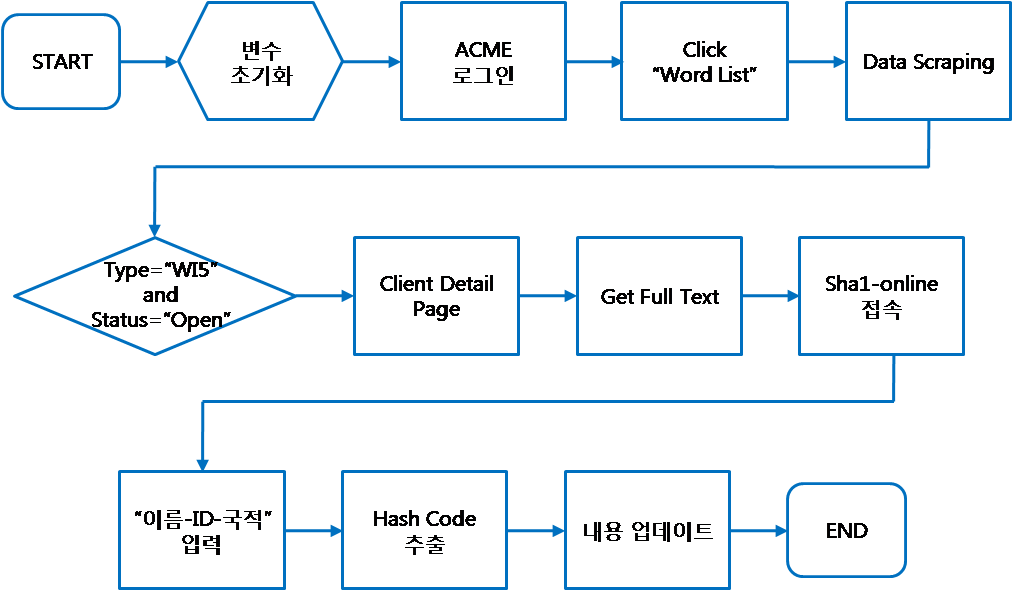 START
변수
초기화
ACME
로그인
Click
“Word List”
Data Scraping
Type=“WI5”
and
Status=“Open”
Client Detail
Page
Get Full Text
Sha1-online
접속
“이름-ID-국적”
입력
Hash Code
추출
내용 업데이트
END